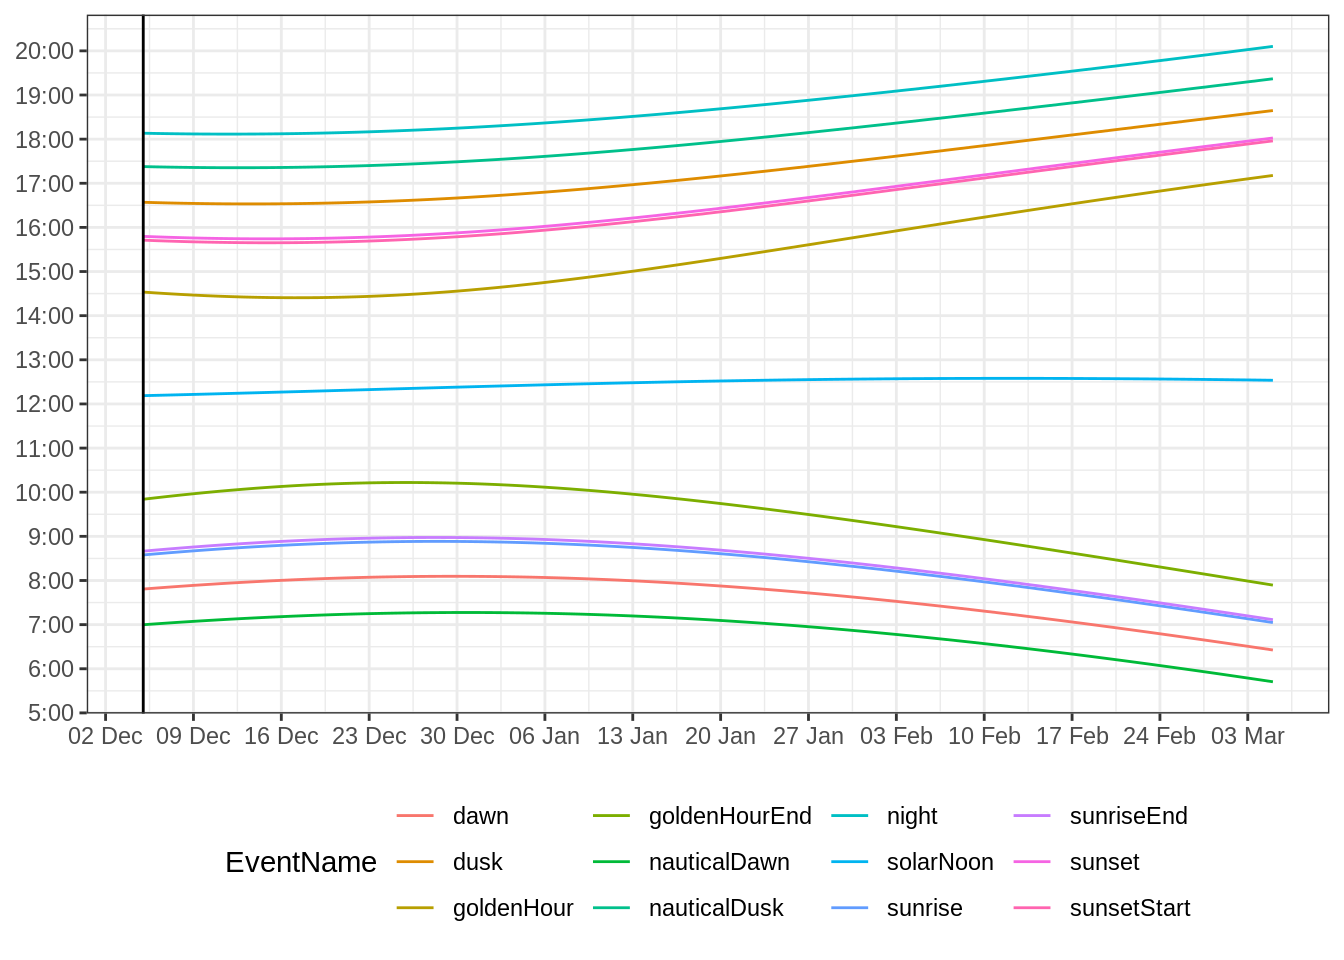 20:00
19:00
18:00
17:00
16:00
15:00
14:00
13:00
12:00
11:00
10:00
9:00
8:00
7:00
6:00
5:00
02 Dec 09 Dec 16 Dec 23 Dec 30 Dec 06 Jan 13 Jan 20 Jan 27 Jan 03 Feb 10 Feb 17 Feb 24 Feb 03 Mar
EventName
dawn
dusk
goldenHour
goldenHourEnd
nauticalDawn
nauticalDusk
night
solarNoon
sunrise
sunriseEnd
sunset
sunsetStart